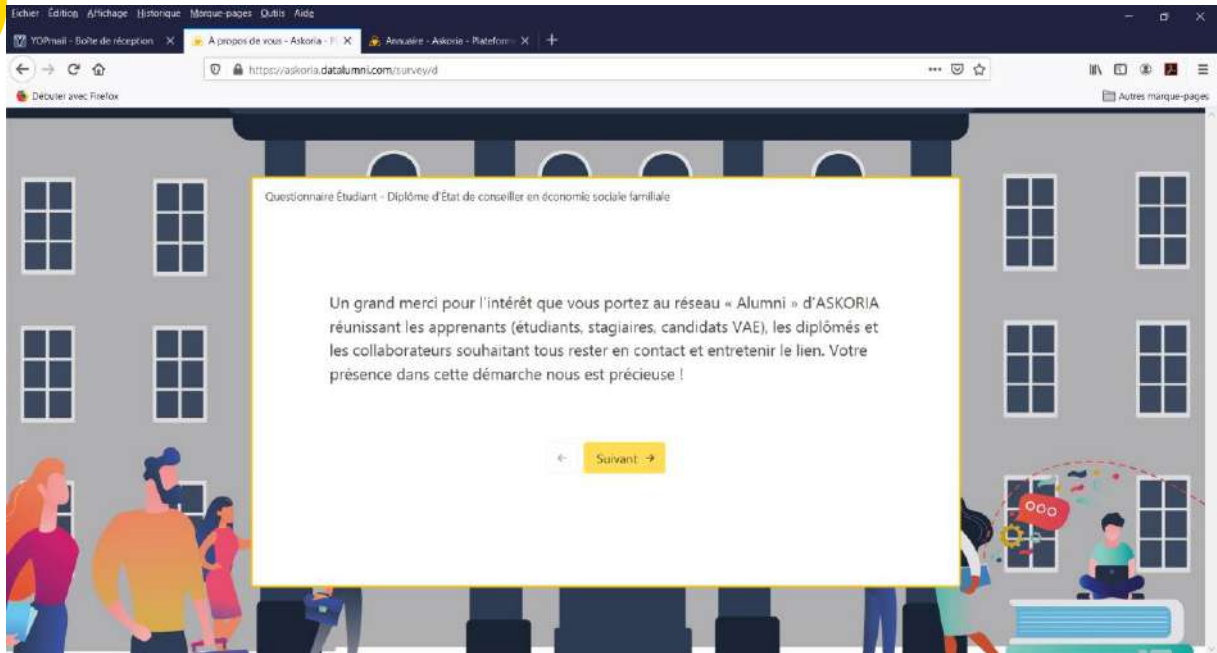 Fichier Édition Affichage Historique Marque-pages Outils Aide
YOPmail - Boîte de réception
À propos de vous - Askoria - Pl
Annuaire - Askoria - Plateform
https://askoria.datalumni.com/survey/d
Débuter avec Firefox
Autres marque-pages
Questionnaire Étudiant - Diplôme d'État de conseiller en économie sociale familiale
Un grand merci pour l'intérêt que vous portez au réseau « Alumni » d'ASKORIA
réunissant les apprenants (étudiants, stagiaires, candidats VAE), les diplômés et
les collaborateurs souhaitant tous rester en contact et entretenir le lien. Votre
présence dans cette démarche nous est précieuse !
← Suivant →